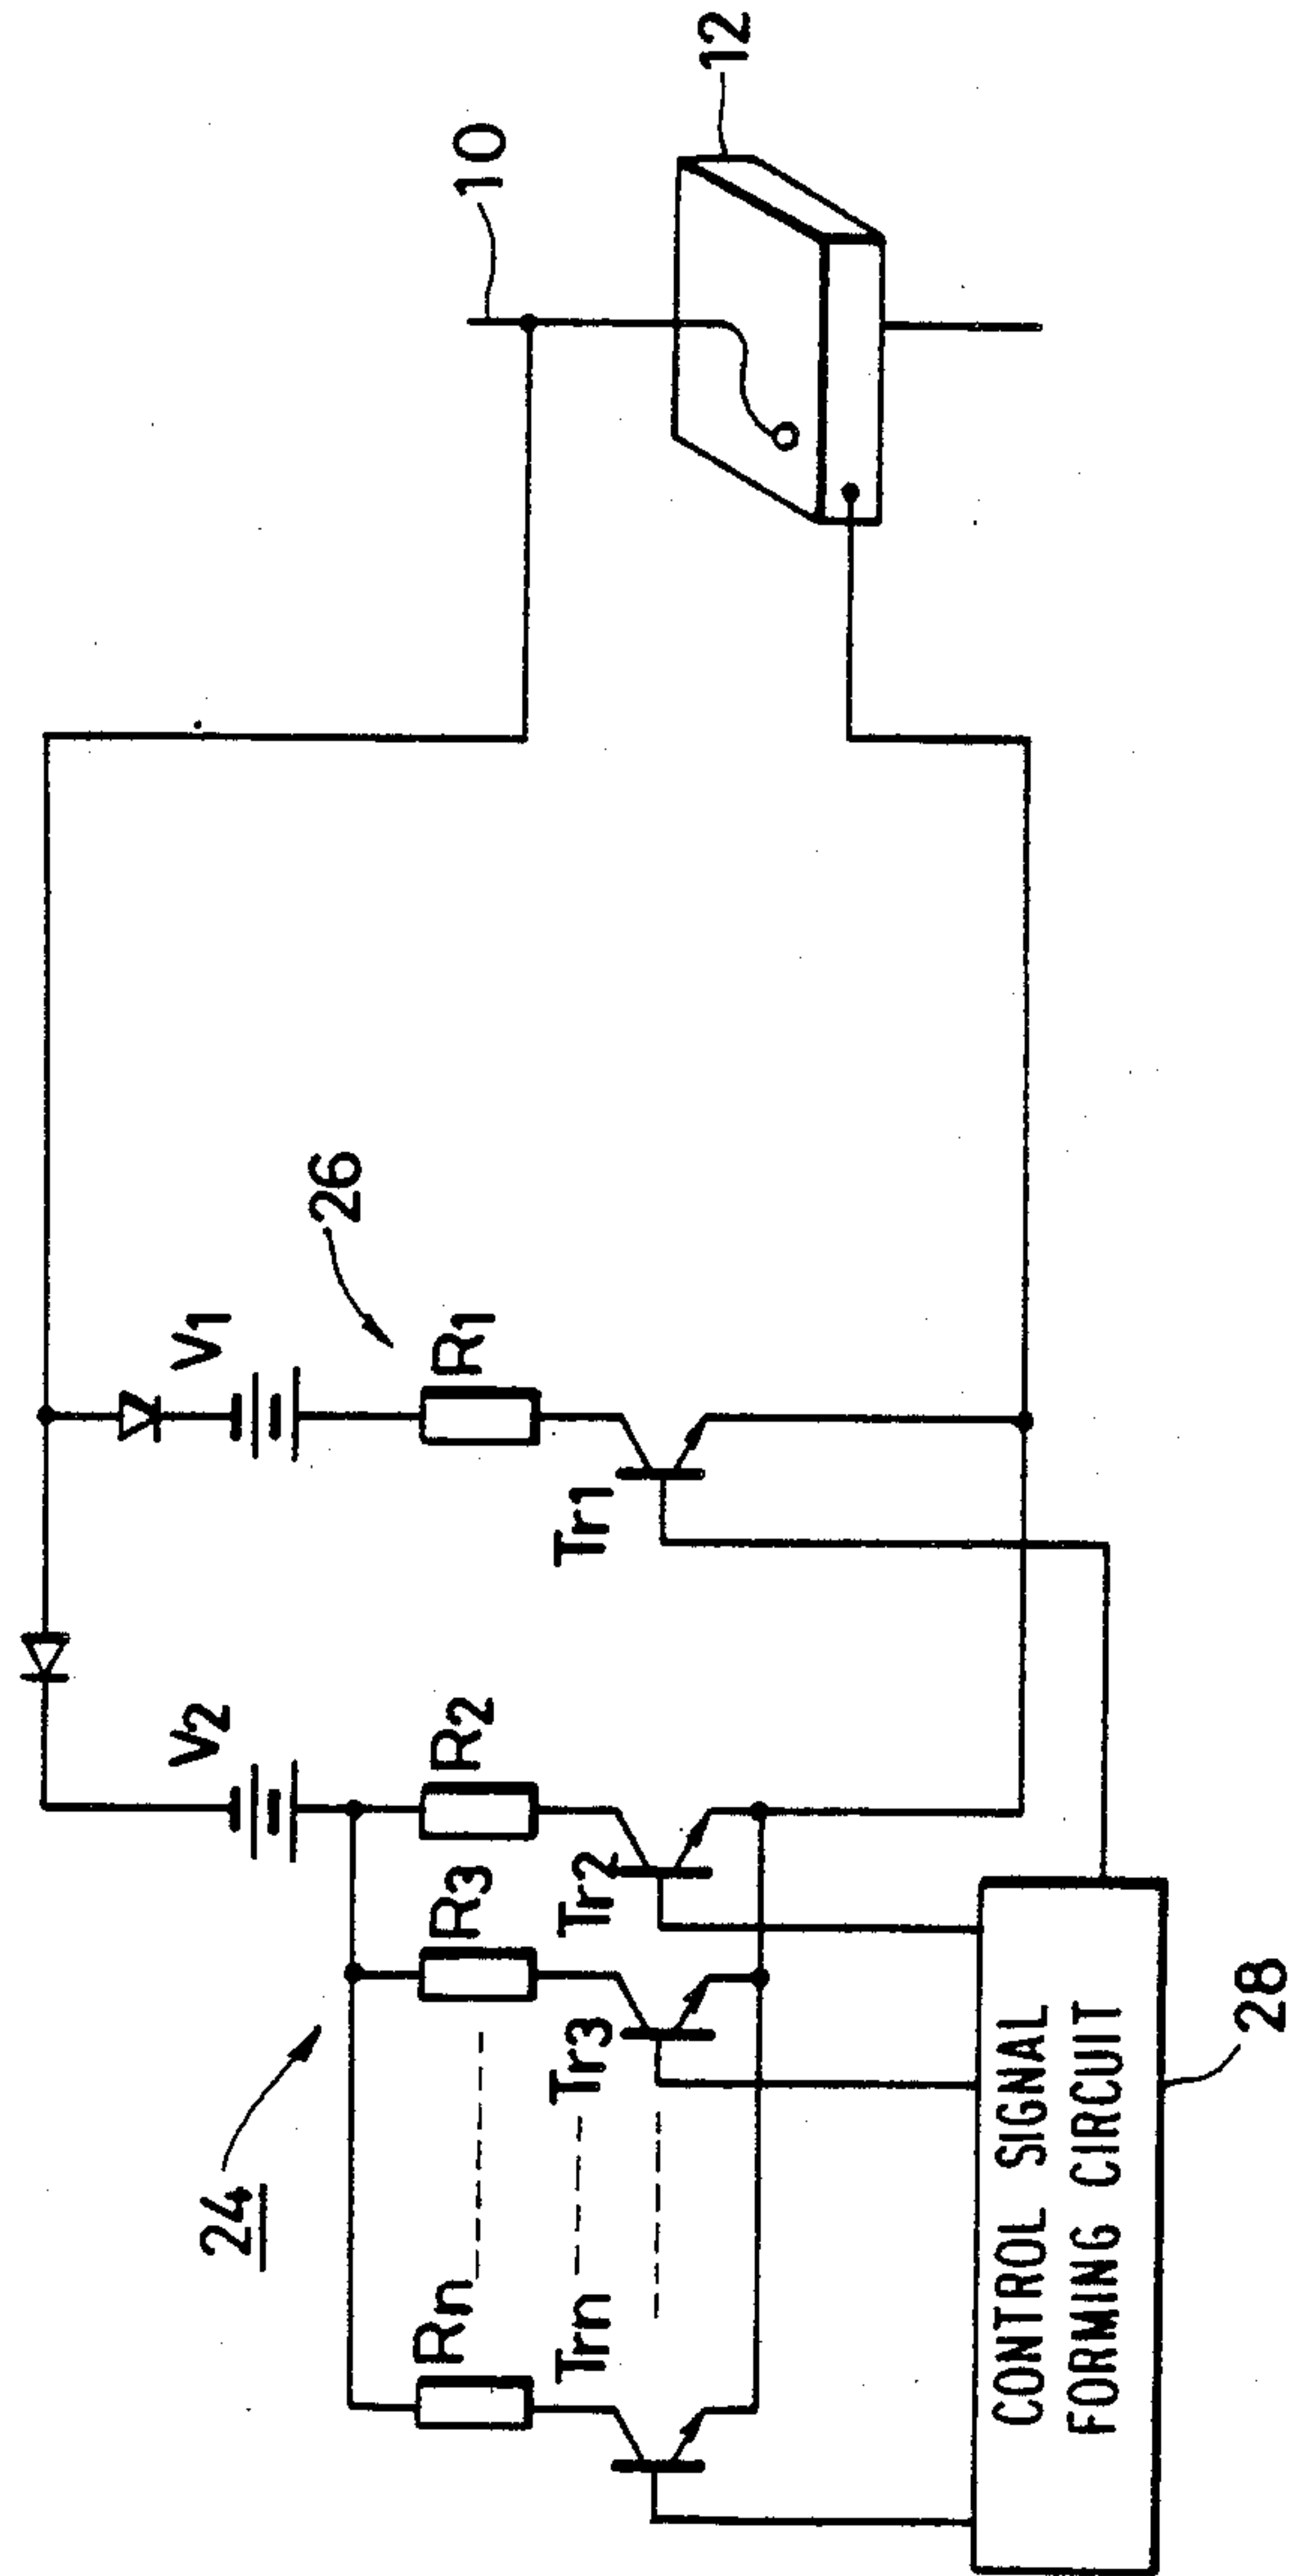 10
12
26
V1
R1
Tr1
V2
R2
Tr2
R3
Tr3
24
Rn
Trn
CONTROL SIGNAL
FORMING CIRCUIT
28